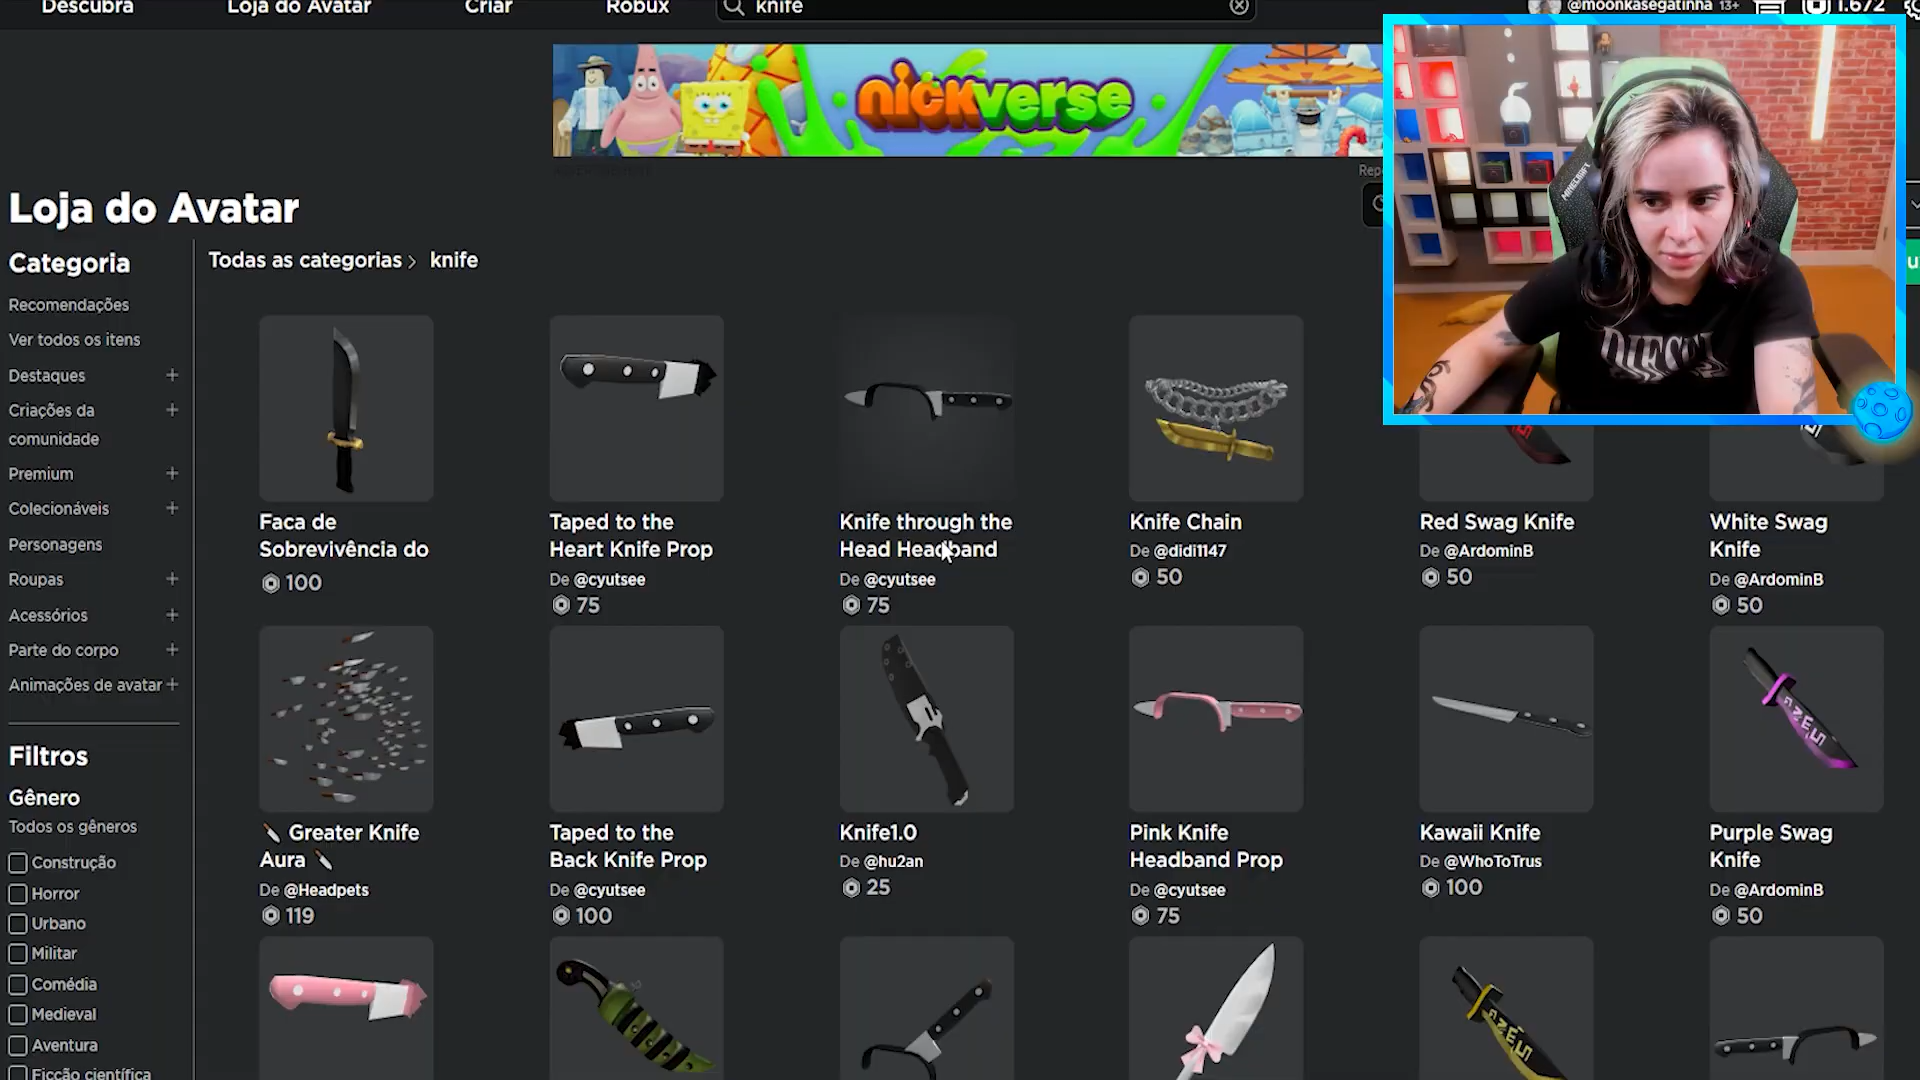 Descubra
Loja do Avatar
Criar
Robux
knife
@moonkasegatinha 13+
1.672
nickverse
Loja do Avatar
Categoria
Recomendações
Ver todos os itens
Destaques +
Criações da +
comunidade
Premium +
Colecionáveis +
Personagens
Roupas +
Acessórios +
Parte do corpo +
Animações de avatar +
Filtros
Gênero
Todos os gêneros
Construção
Horror
Urbano
Militar
Comédia
Medieval
Aventura
Ficção científica
Todas as categorias > knife
Faca de
Sobrevivência do
100
Taped to the
Heart Knife Prop
De @cyutsee
75
Knife through the
Head Headband
De @cyutsee
75
Knife Chain
De @didi1147
50
Red Swag Knife
De @ArdominB
50
White Swag
Knife
De @ArdominB
50
Greater Knife
Aura
De @Headpets
119
Taped to the
Back Knife Prop
De @cyutsee
100
Knife1.0
De @hu2an
25
Pink Knife
Headband Prop
De @cyutsee
75
Kawaii Knife
De @WhoToTrus
100
Purple Swag
Knife
De @ArdominB
50
MINECRAFT
DIESEL